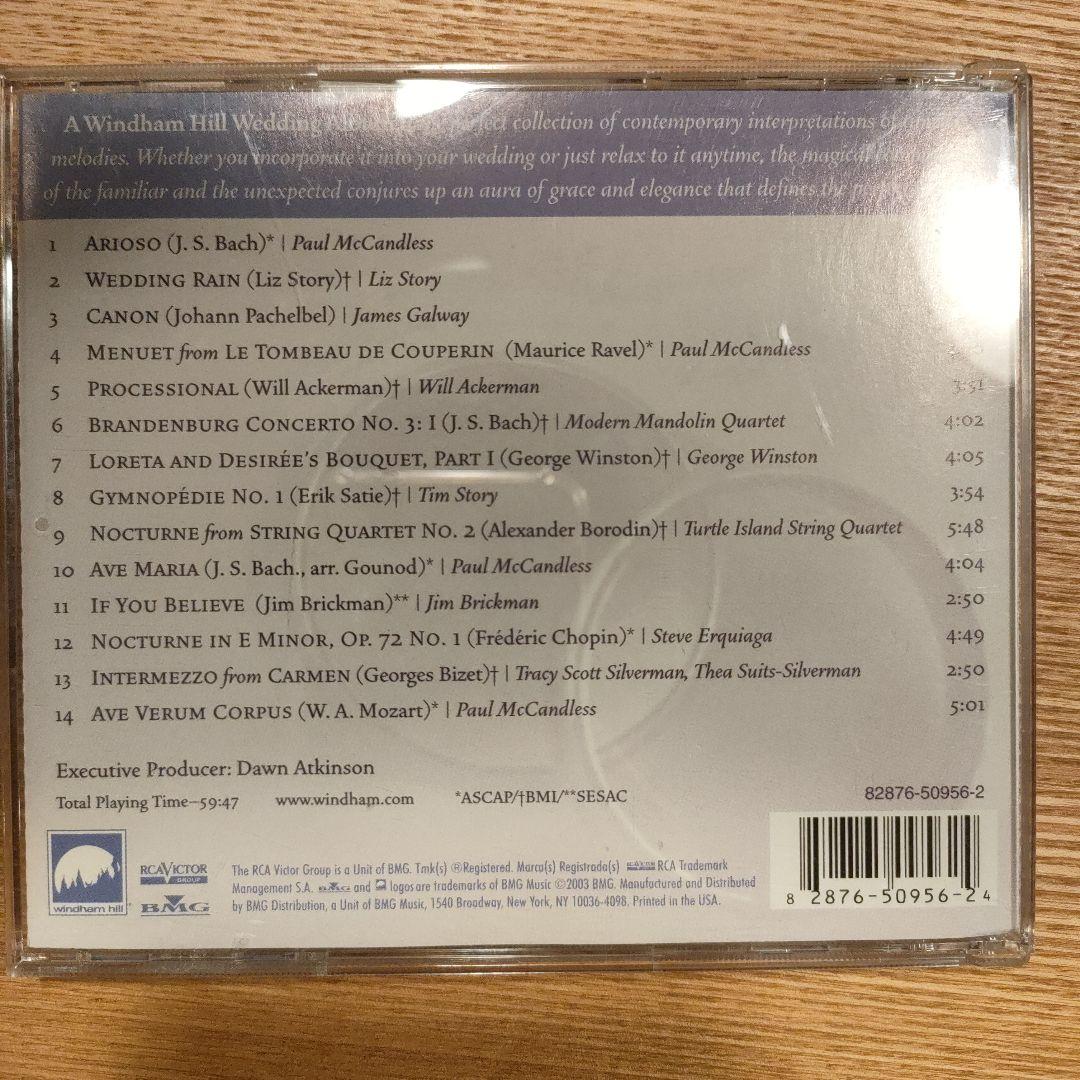 A Windham Hill Wedding collection of contemporary interpretations
melodies. Whether you incorporate it into your wedding or just relax to it anytime, the magical
of the familiar and the unexpected conjures up an aura of grace and elegance that defines the
1 ARIOSO (J. S. Bach)* | Paul McCandless
2 WEDDING RAIN (Liz Story)† | Liz Story
3 CANON (Johann Pachelbel) | James Galway
4 MENUET from LE TOMBEAU DE COUPERIN (Maurice Ravel)* | Paul McCandless
5 PROCESSIONAL (Will Ackerman)† | Will Ackerman 3:51
6 BRANDENBURG CONCERTO NO. 3: I (J. S. Bach)† | Modern Mandolin Quartet 4:02
7 LORETA AND DESIRÉE'S BOUQUET, PART I (George Winston)† | George Winston 4:05
8 GYMNOPÉDIE NO. 1 (Erik Satie)† | Tim Story 3:54
9 NOCTURNE from STRING QUARTET NO. 2 (Alexander Borodin)† | Turtle Island String Quartet 5:48
10 AVE MARIA (J. S. Bach., arr. Gounod)* | Paul McCandless 4:04
11 IF YOU BELIEVE (Jim Brickman)** | Jim Brickman 2:50
12 NOCTURNE IN E MINOR, OP. 72 NO. 1 (Frédéric Chopin)* | Steve Erquiaga 4:49
13 INTERMEZZO from CARMEN (Georges Bizet)† | Tracy Scott Silverman, Thea Suits-Silverman 2:50
14 AVE VERUM CORPUS (W. A. Mozart)* | Paul McCandless 5:01
Executive Producer: Dawn Atkinson
Total Playing Time–59:47 www.windham.com *ASCAP/†BMI/**SESAC 82876-50956-2
windham hill®
RCA VICTOR
GROUP
BMG
The RCA Victor Group is a Unit of BMG. Tmk(s) ®Registered. Marca(s) Registrada(s) RCA Trademark
Management S.A. BMG and logos are trademarks of BMG Music ©2003 BMG. Manufactured and Distributed
by BMG Distribution, a Unit of BMG Music, 1540 Broadway, New York, NY 10036-4098. Printed in the USA.
8 2876-50956-2 4